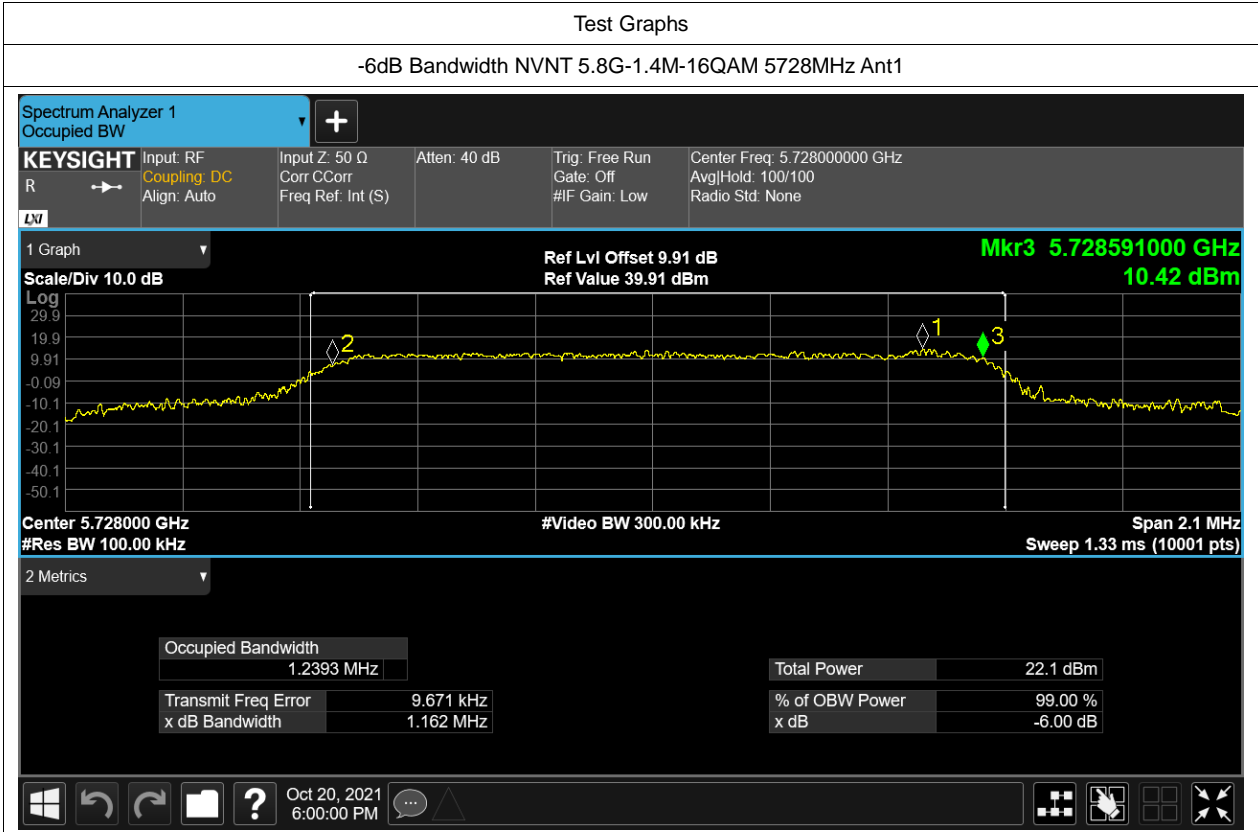 Test Graphs
-6dB Bandwidth NVNT 5.8G-1.4M-16QAM 5728MHz Ant1
Spectrum Analyzer 1
Occupied BW
KEYSIGHT
R
LXI
Input: RF
Coupling: DC
Align: Auto
Input Z: 50 Ω
Corr CCorr
Freq Ref: Int (S)
Atten: 40 dB
Trig: Free Run
Gate: Off
#IF Gain: Low
Center Freq: 5.728000000 GHz
Avg|Hold: 100/100
Radio Std: None
1 Graph
Scale/Div 10.0 dB
Ref Lvl Offset 9.91 dB
Ref Value 39.91 dBm
Mkr3 5.728591000 GHz
10.42 dBm
Log
29.9
19.9
9.91
-0.09
-10.1
-20.1
-30.1
-40.1
-50.1
2
1
3
Center 5.728000 GHz
#Res BW 100.00 kHz
#Video BW 300.00 kHz
Span 2.1 MHz
Sweep 1.33 ms (10001 pts)
2 Metrics
Occupied Bandwidth
1.2393 MHz
Transmit Freq Error 9.671 kHz
x dB Bandwidth 1.162 MHz
Total Power 22.1 dBm
% of OBW Power 99.00 %
x dB -6.00 dB
Oct 20, 2021
6:00:00 PM